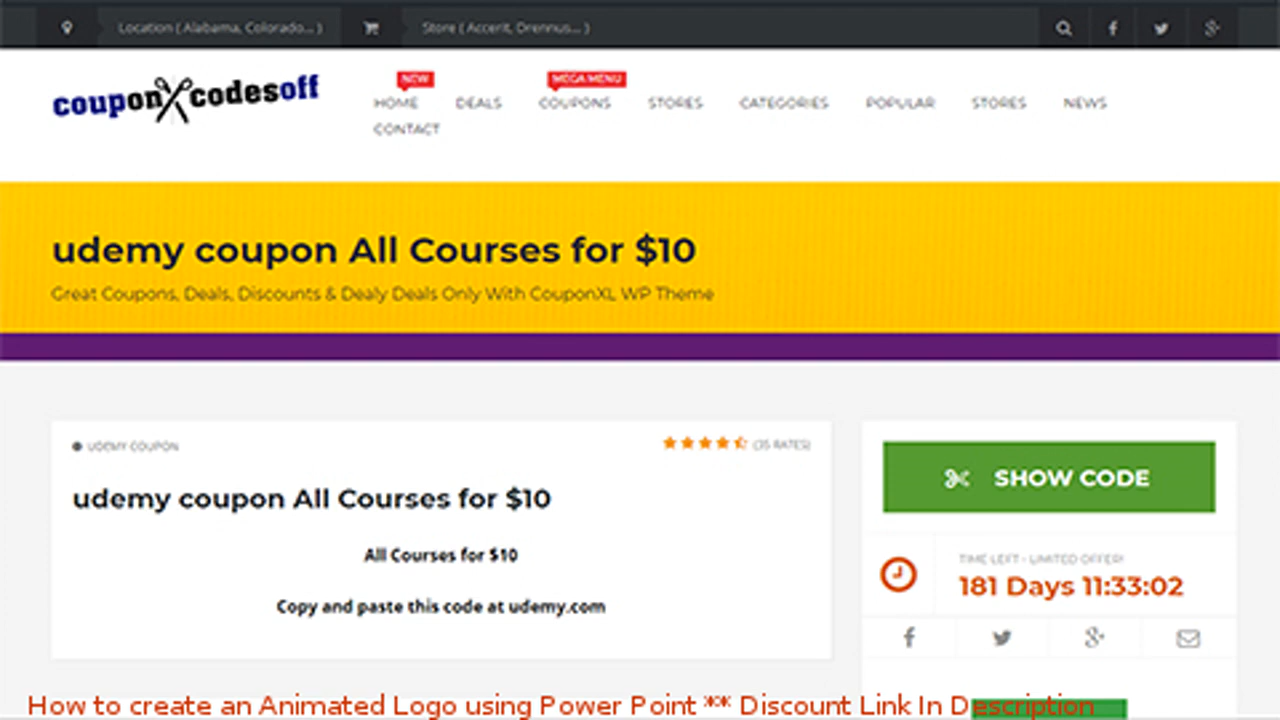 Location ( Alabama, Colorado... )
Store ( Accent, Drennus... )
coupon codesoff
NEW
MEGA MENU
HOME DEALS COUPONS STORES CATEGORIES POPULAR STORES NEWS
CONTACT
udemy coupon All Courses for $10
Great Coupons, Deals, Discounts & Dealy Deals Only With CouponXL WP Theme
UDEMY COUPON
(35 RATES)
udemy coupon All Courses for $10
All Courses for $10
Copy and paste this code at udemy.com
SHOW CODE
TIME LEFT - LIMITED OFFER!
181 Days 11:33:02
How to create an Animated Logo using Power Point ** Discount Link In Description